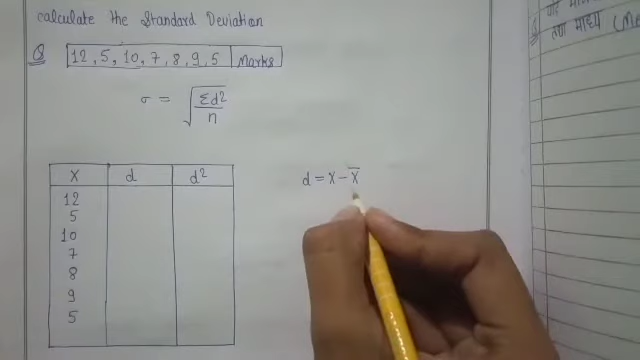 calculate the Standard Deviation
Q 12, 5, 10, 7, 8, 9, 5 Marks
σ = √Σd²/n
X d d²
12
5
10
7
8
9
5
d = X - X̄
तथा माध्य (M